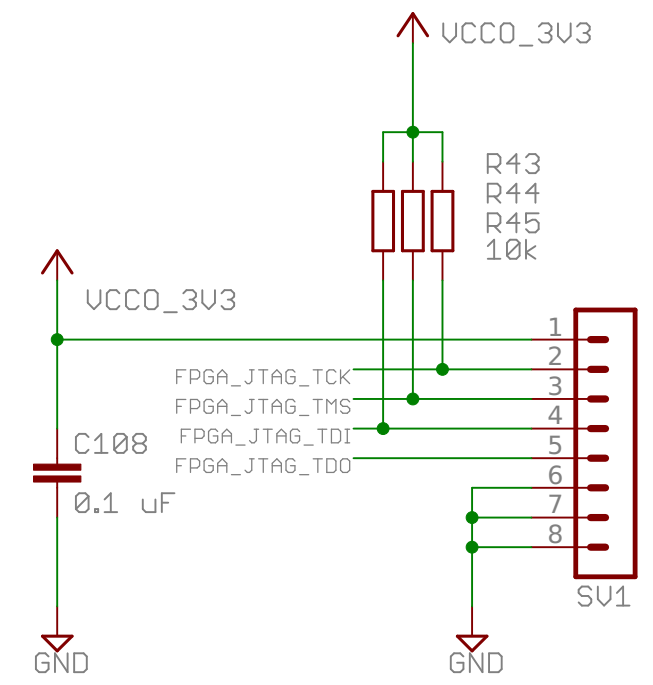 VCCO_3V3
R43
R44
R45
10k
VCCO_3V3
1
2
FPGA_JTAG_TCK
3
FPGA_JTAG_TMS
4
FPGA_JTAG_TDI
C108
5
FPGA_JTAG_TDO
6
0.1 uF
7
8
SV1
GND
GND